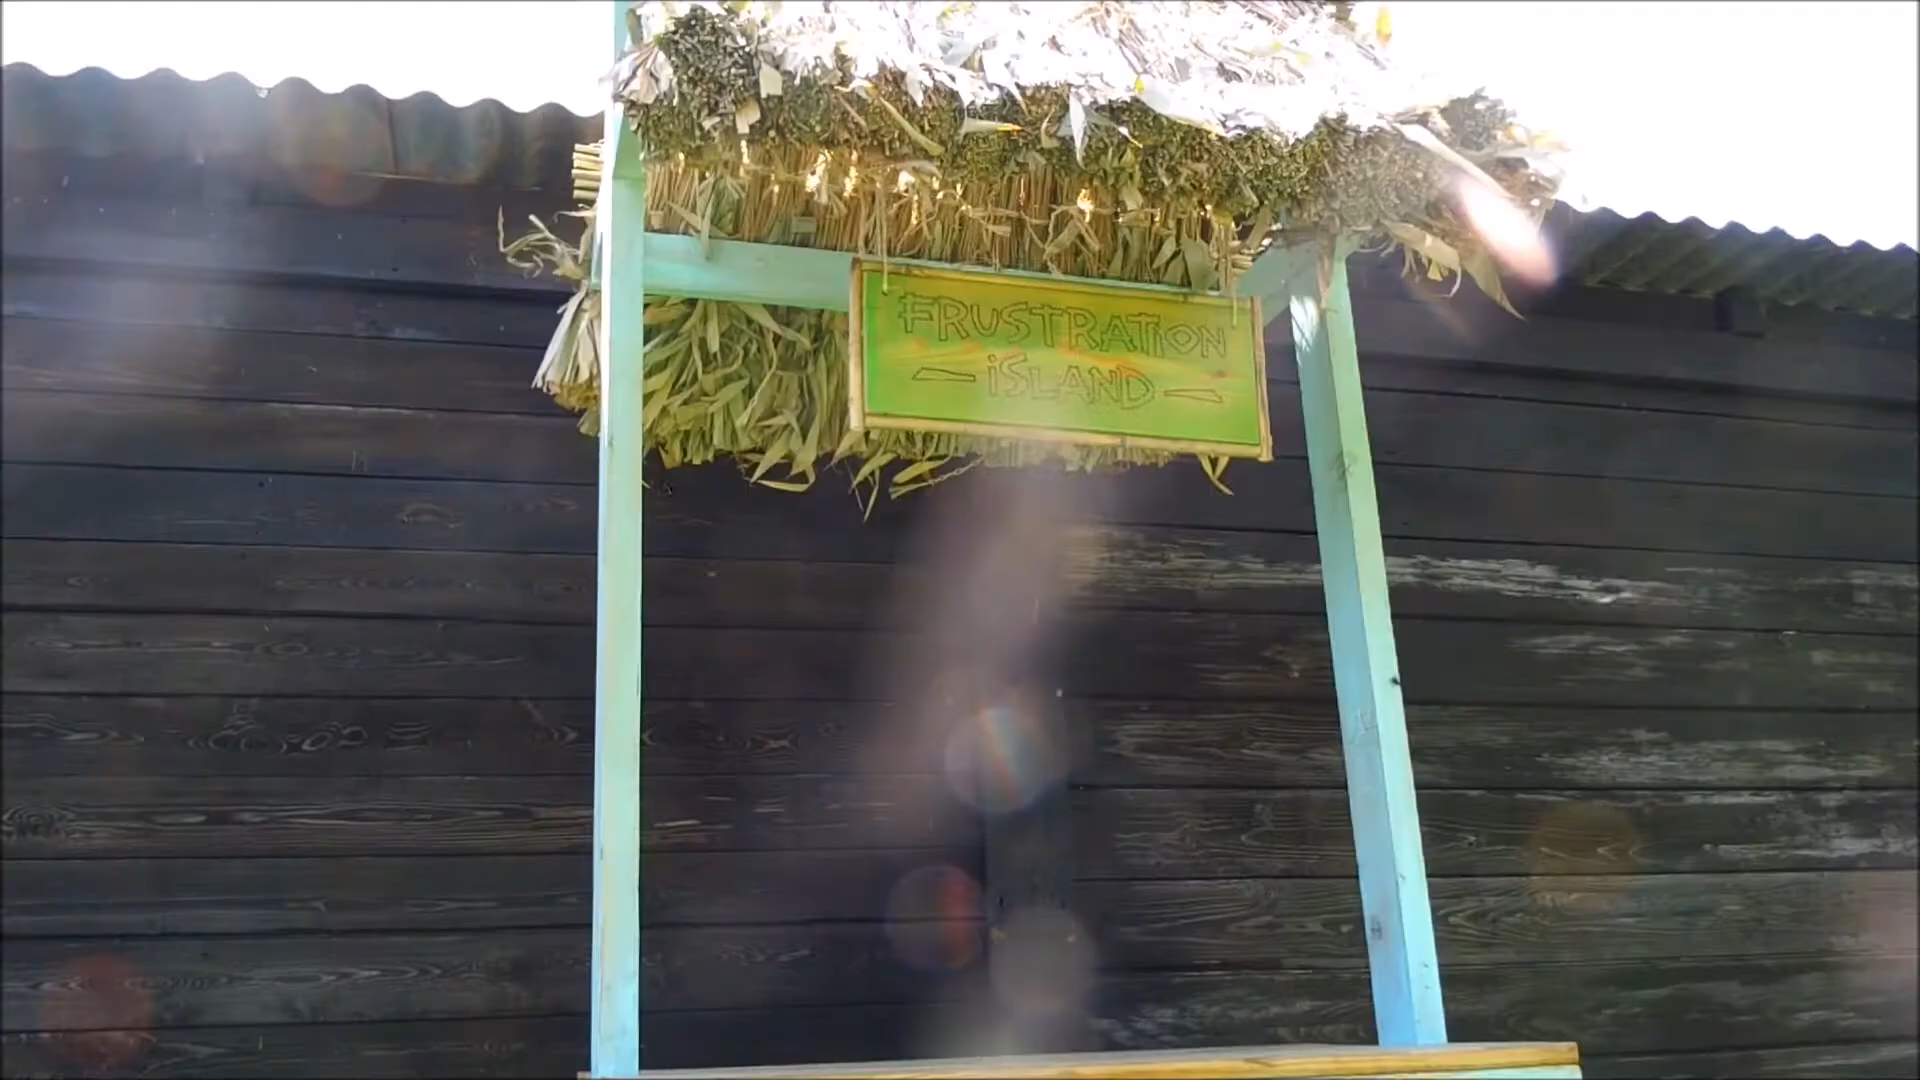 FRUSTRATiON
— iSLAND —